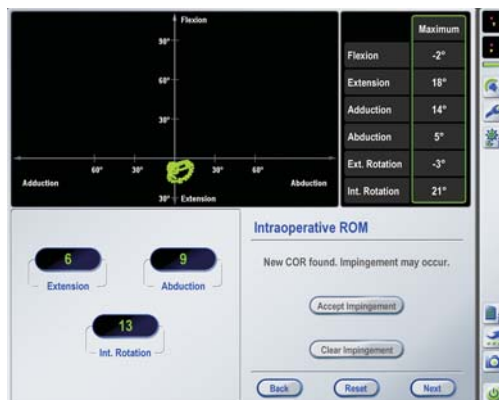 Flexion
90°
60°
30°
60° 30° 30° 60°
Adduction Abduction
30° Extension
Maximum
Flexion -2°
Extension 18°
Adduction 14°
Abduction 5°
Ext. Rotation -3°
Int. Rotation 21°
6
Extension
9
Abduction
13
Int. Rotation
Intraoperative ROM
New COR found. Impingement may occur.
Accept Impingement
Clear Impingement
Back Reset Next